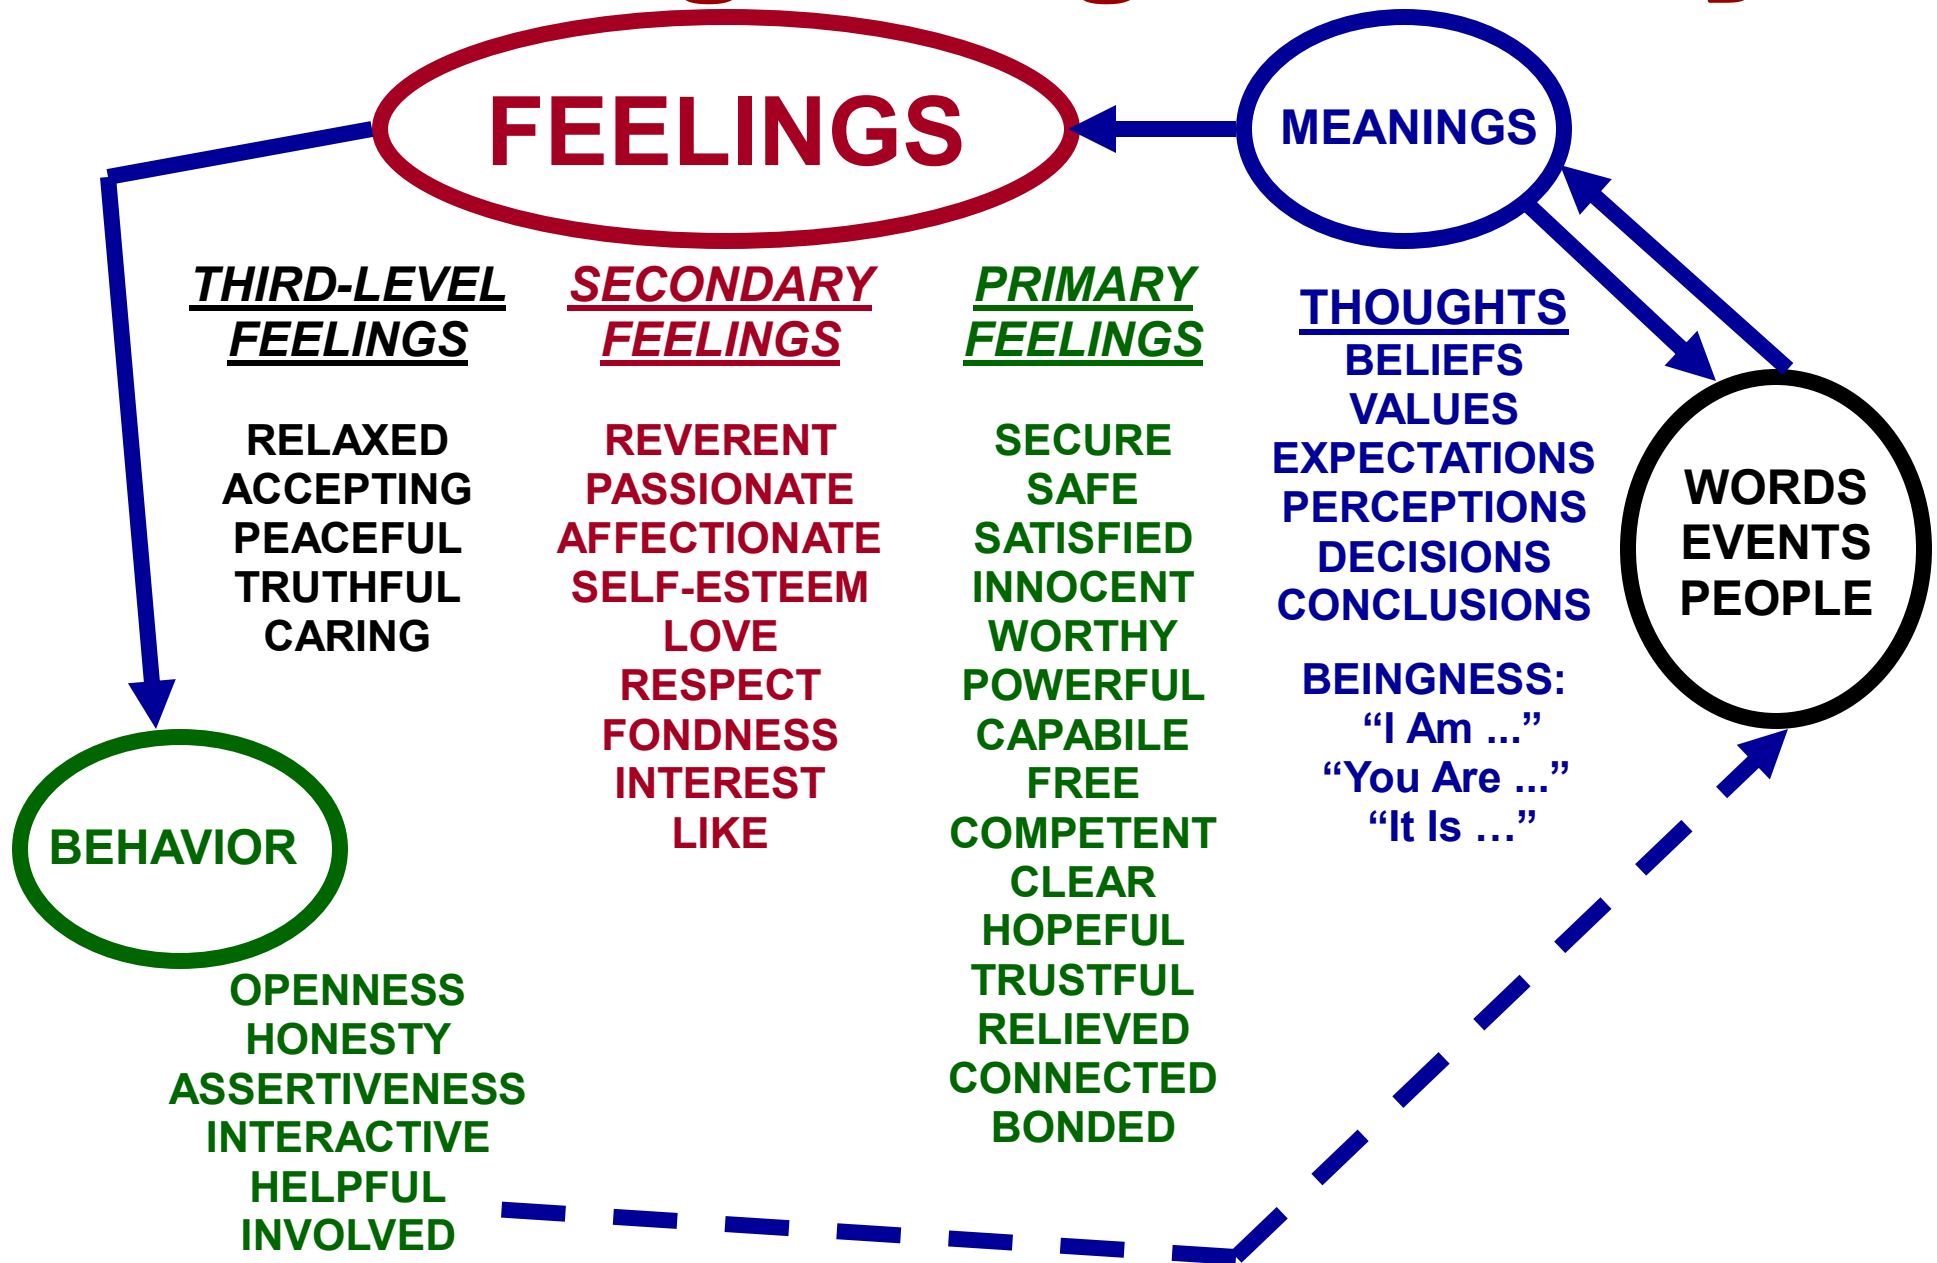 FEELINGS
MEANINGS
THIRD-LEVEL
FEELINGS
RELAXED
ACCEPTING
PEACEFUL
TRUTHFUL
CARING
SECONDARY
FEELINGS
REVERENT
PASSIONATE
AFFECTIONATE
SELF-ESTEEM
LOVE
RESPECT
FONDNESS
INTEREST
LIKE
PRIMARY
FEELINGS
SECURE
SAFE
SATISFIED
INNOCENT
WORTHY
POWERFUL
CAPABILE
FREE
COMPETENT
CLEAR
HOPEFUL
TRUSTFUL
RELIEVED
CONNECTED
BONDED
THOUGHTS
BELIEFS
VALUES
EXPECTATIONS
PERCEPTIONS
DECISIONS
CONCLUSIONS
BEINGNESS:
“I Am ...”
“You Are ...”
“It Is …”
WORDS
EVENTS
PEOPLE
BEHAVIOR
OPENNESS
HONESTY
ASSERTIVENESS
INTERACTIVE
HELPFUL
INVOLVED